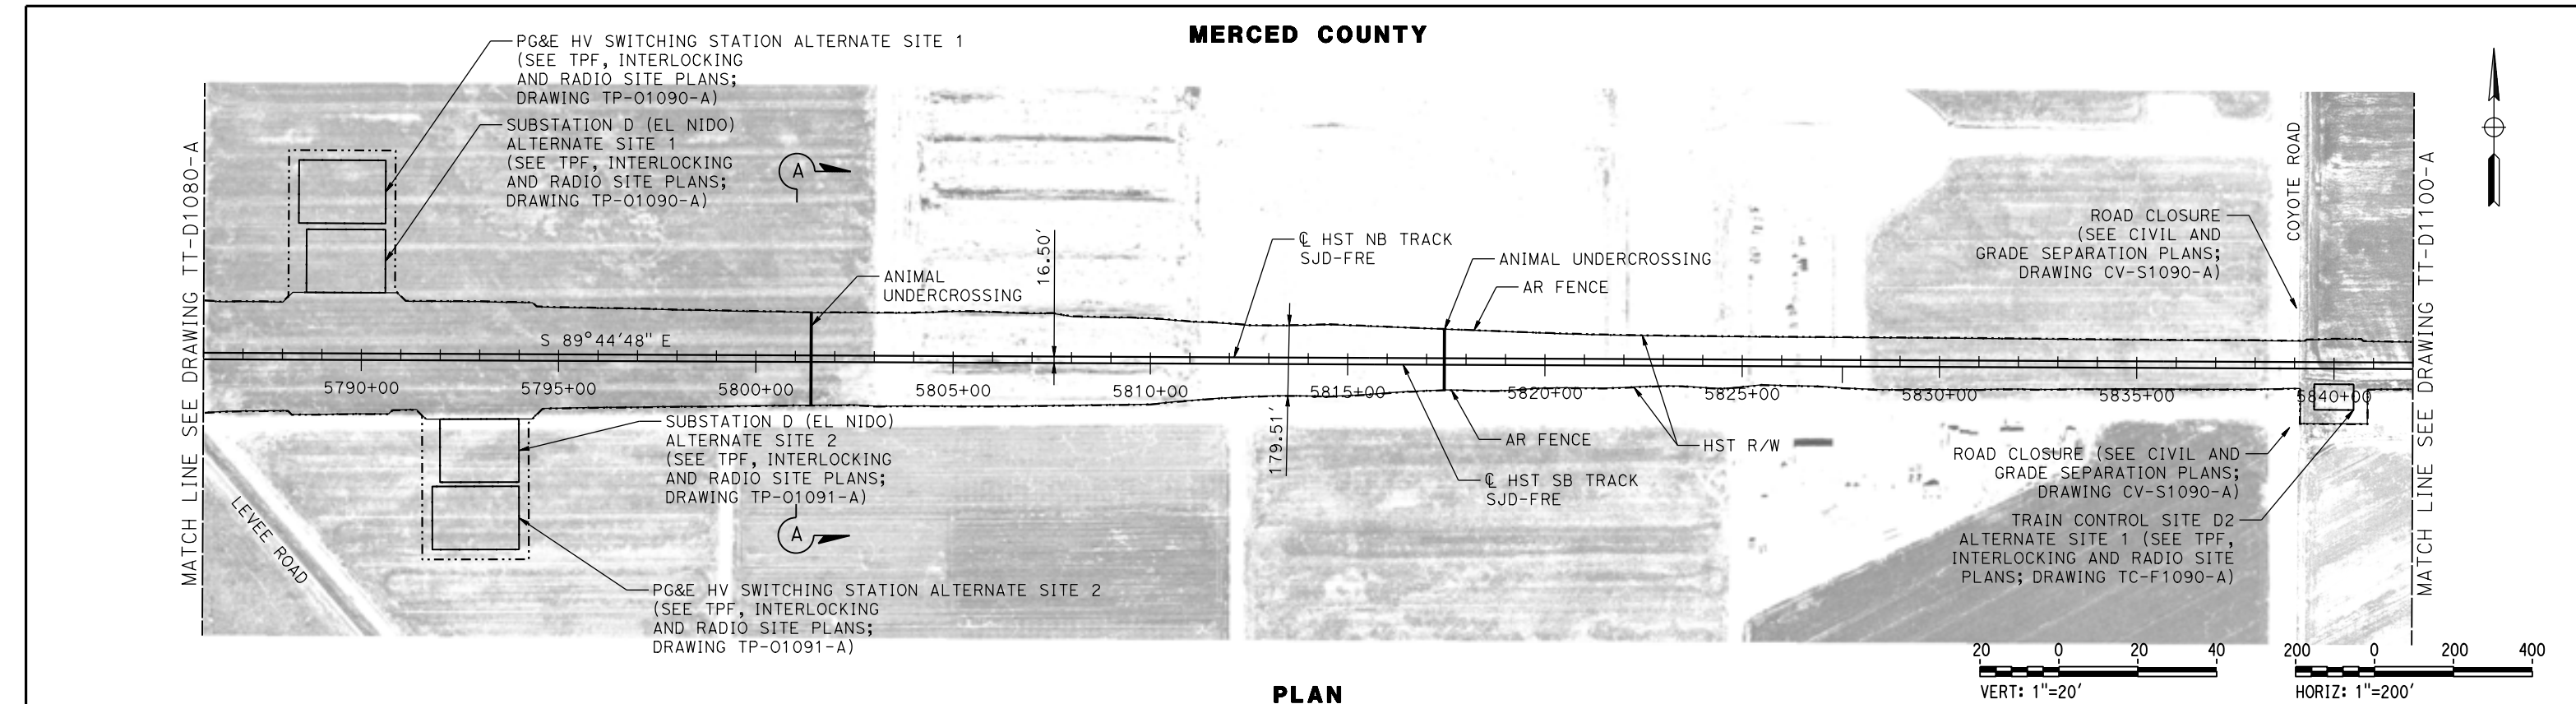 MERCED COUNTY
PG&E HV SWITCHING STATION ALTERNATE SITE 1
(SEE TPF, INTERLOCKING
AND RADIO SITE PLANS;
DRAWING TP-O1090-A)
SUBSTATION D (EL NIDO)
ALTERNATE SITE 1
(SEE TPF, INTERLOCKING
AND RADIO SITE PLANS;
DRAWING TP-O1090-A)
A
MATCH LINE SEE DRAWING TT-D1080-A
ANIMAL
UNDERCROSSING
16.50'
℄ HST NB TRACK
SJD-FRE
ANIMAL UNDERCROSSING
AR FENCE
COYOTE ROAD
ROAD CLOSURE
(SEE CIVIL AND
GRADE SEPARATION PLANS;
DRAWING CV-S1090-A)
MATCH LINE SEE DRAWING TT-D1100-A
S 89°44'48" E
5790+00
5795+00
5800+00
5805+00
5810+00
5815+00
5820+00
5825+00
5830+00
5835+00
5840+00
179.51'
SUBSTATION D (EL NIDO)
ALTERNATE SITE 2
(SEE TPF, INTERLOCKING
AND RADIO SITE PLANS;
DRAWING TP-O1091-A)
AR FENCE
HST R/W
℄ HST SB TRACK
SJD-FRE
ROAD CLOSURE (SEE CIVIL AND
GRADE SEPARATION PLANS;
DRAWING CV-S1090-A)
TRAIN CONTROL SITE D2
ALTERNATE SITE 1 (SEE TPF,
INTERLOCKING AND RADIO SITE
PLANS; DRAWING TC-F1090-A)
LEVEE ROAD
A
PG&E HV SWITCHING STATION ALTERNATE SITE 2
(SEE TPF, INTERLOCKING
AND RADIO SITE PLANS;
DRAWING TP-O1091-A)
20 0 20 40
VERT: 1"=20'
200 0 200 400
HORIZ: 1"=200'
PLAN